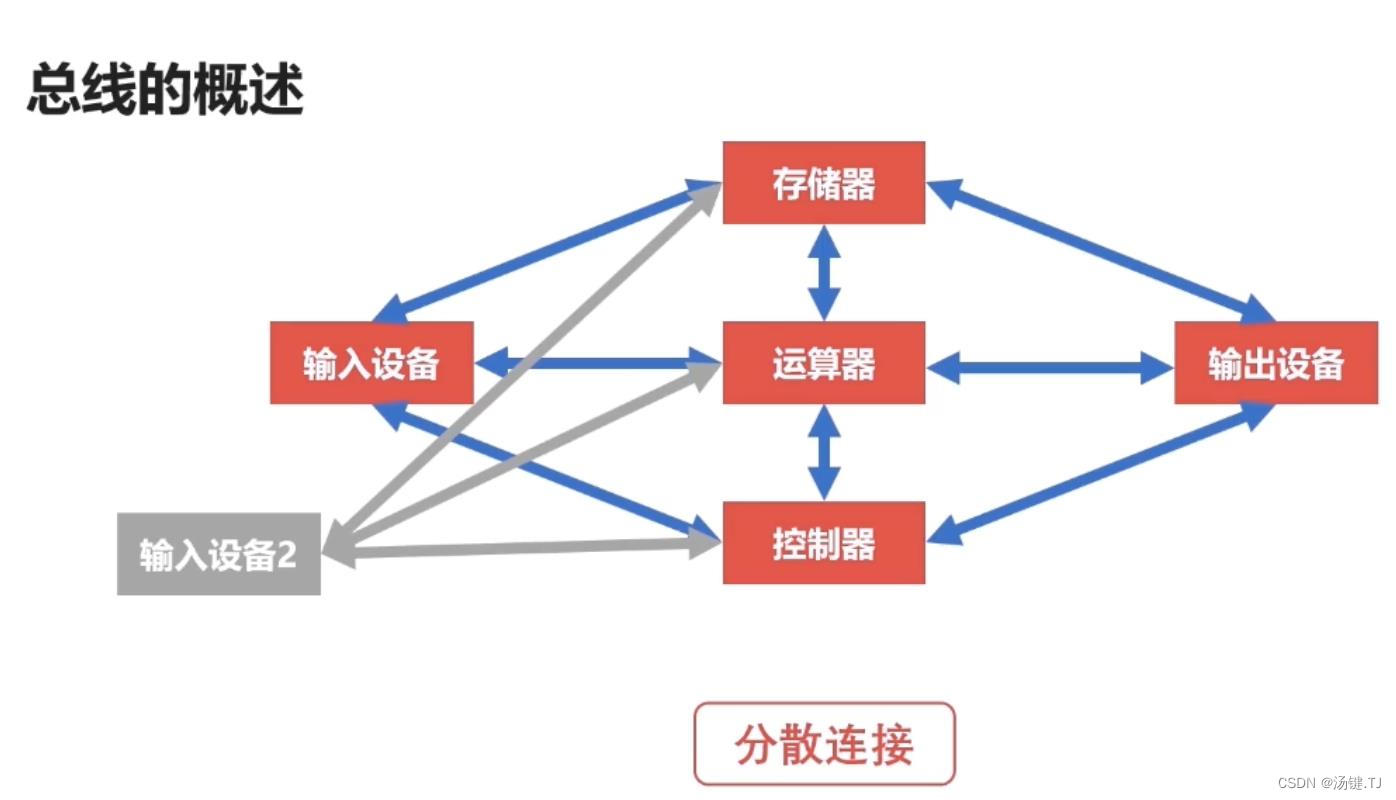 总线的概述
存储器
输入设备
运算器
输出设备
输入设备2
控制器
分散连接
CSDN @汤键.TJ